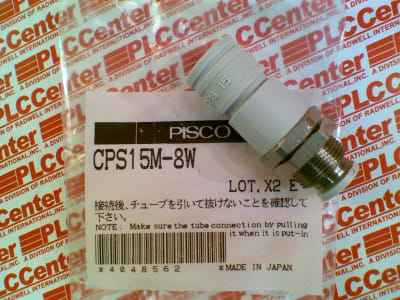 PISCO
CPS15M-8W
LOT. X2 E
接続後、チューブを引いて抜けないことを確認して
下さい。
NOTE: Make sure the tube connection by pulling
it when it is put-in
*4048562*
*MADE IN JAPAN
15
PLCCenter
A DIVISION OF RADWELL INTERNATIONAL, INC.